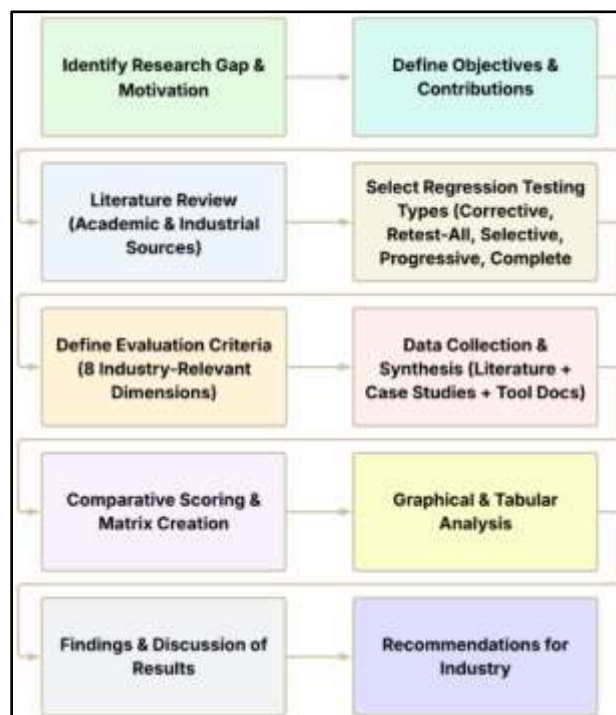 Identify Research Gap &
Motivation
Define Objectives &
Contributions
Literature Review
(Academic & Industrial
Sources)
Select Regression Testing
Types (Corrective,
Retest-All, Selective,
Progressive, Complete
Define Evaluation Criteria
(8 Industry-Relevant
Dimensions)
Data Collection &
Synthesis (Literature +
Case Studies + Tool Docs)
Comparative Scoring &
Matrix Creation
Graphical & Tabular
Analysis
Findings & Discussion of
Results
Recommendations for
Industry